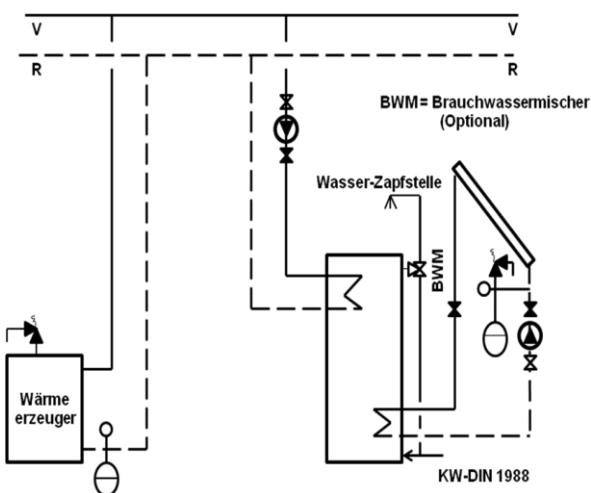 V
V
R
R
BWM = Brauchwassermischer
(Optional)
Wasser-Zapfstelle
BWM
Wärme
erzeuger
KW-DIN 1988